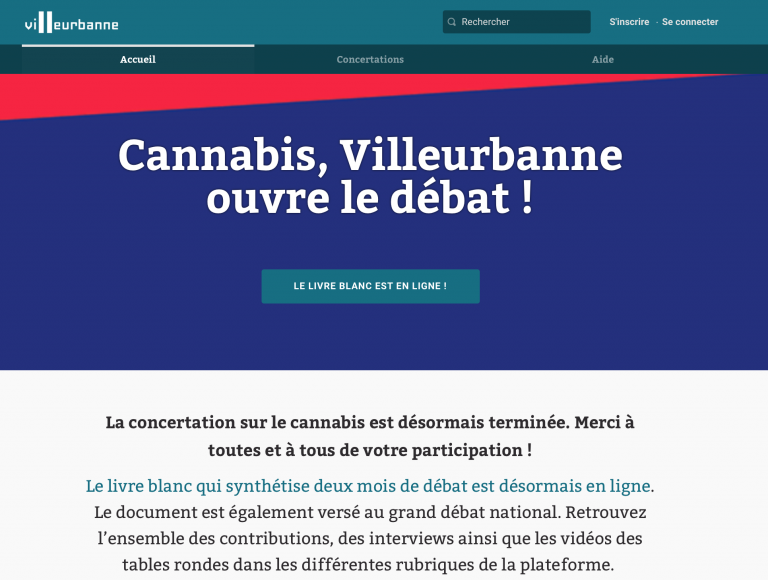 villeurbanne
Rechercher
S'inscrire - Se connecter
Accueil
Concertations
Aide
Cannabis, Villeurbanne
ouvre le débat !
LE LIVRE BLANC EST EN LIGNE !
La concertation sur le cannabis est désormais terminée. Merci à
toutes et à tous de votre participation !
Le livre blanc qui synthétise deux mois de débat est désormais en ligne.
Le document est également versé au grand débat national. Retrouvez
l'ensemble des contributions, des interviews ainsi que les vidéos des
tables rondes dans les différentes rubriques de la plateforme.